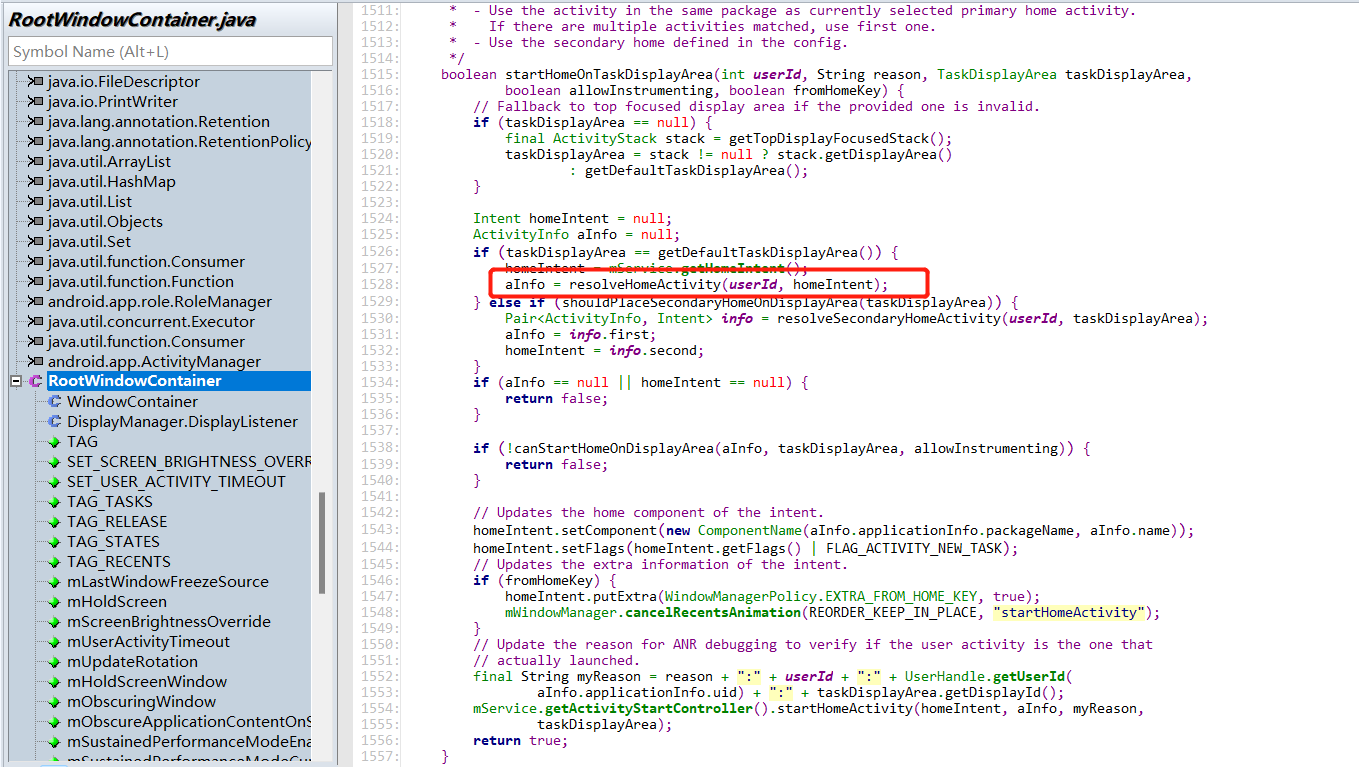 RootWindowContainer.java
Symbol Name (Alt+L)
java.io.FileDescriptor
java.io.PrintWriter
java.lang.annotation.Retention
java.lang.annotation.RetentionPolicy
java.util.ArrayList
java.util.HashMap
java.util.List
java.util.Objects
java.util.Set
java.util.function.Consumer
java.util.function.Function
android.app.role.RoleManager
java.util.concurrent.Executor
java.util.function.Consumer
android.app.ActivityManager
RootWindowContainer
WindowContainer
DisplayManager.DisplayListener
TAG
SET_SCREEN_BRIGHTNESS_OVERR
SET_USER_ACTIVITY_TIMEOUT
TAG_TASKS
TAG_RELEASE
TAG_STATES
TAG_RECENTS
mLastWindowFreezeSource
mHoldScreen
mScreenBrightnessOverride
mUserActivityTimeout
mUpdateRotation
mHoldScreenWindow
mObscuringWindow
mObscureApplicationContentOnS
mSustainedPerformanceModeEna
mSustainedPerformanceModeCu
1511: * - Use the activity in the same package as currently selected primary home activity.
1512: * If there are multiple activities matched, use first one.
1513: * - Use the secondary home defined in the config.
1514: */
1515: boolean startHomeOnTaskDisplayArea(int userId, String reason, TaskDisplayArea taskDisplayArea,
1516: boolean allowInstrumenting, boolean fromHomeKey) {
1517: // Fallback to top focused display area if the provided one is invalid.
1518: if (taskDisplayArea == null) {
1519: final ActivityStack stack = getTopDisplayFocusedStack();
1520: taskDisplayArea = stack != null ? stack.getDisplayArea()
1521: : getDefaultTaskDisplayArea();
1522: }
1523:
1524: Intent homeIntent = null;
1525: ActivityInfo aInfo = null;
1526: if (taskDisplayArea == getDefaultTaskDisplayArea()) {
1527: homeIntent = mService.getHomeIntent();
1528: aInfo = resolveHomeActivity(userId, homeIntent);
1529: } else if (shouldPlaceSecondaryHomeOnDisplayArea(taskDisplayArea)) {
1530: Pair<ActivityInfo, Intent> info = resolveSecondaryHomeActivity(userId, taskDisplayArea);
1531: aInfo = info.first;
1532: homeIntent = info.second;
1533: }
1534: if (aInfo == null || homeIntent == null) {
1535: return false;
1536: }
1537:
1538: if (!canStartHomeOnDisplayArea(aInfo, taskDisplayArea, allowInstrumenting)) {
1539: return false;
1540: }
1541:
1542: // Updates the home component of the intent.
1543: homeIntent.setComponent(new ComponentName(aInfo.applicationInfo.packageName, aInfo.name));
1544: homeIntent.setFlags(homeIntent.getFlags() | FLAG_ACTIVITY_NEW_TASK);
1545: // Updates the extra information of the intent.
1546: if (fromHomeKey) {
1547: homeIntent.putExtra(WindowManagerPolicy.EXTRA_FROM_HOME_KEY, true);
1548: mWindowManager.cancelRecentsAnimation(REORDER_KEEP_IN_PLACE, "startHomeActivity");
1549: }
1550: // Update the reason for ANR debugging to verify if the user activity is the one that
1551: // actually launched.
1552: final String myReason = reason + ":" + userId + ":" + UserHandle.getUserId(
1553: aInfo.applicationInfo.uid) + ":" + taskDisplayArea.getDisplayId();
1554: mService.getActivityStartController().startHomeActivity(homeIntent, aInfo, myReason,
1555: taskDisplayArea);
1556: return true;
1557: }